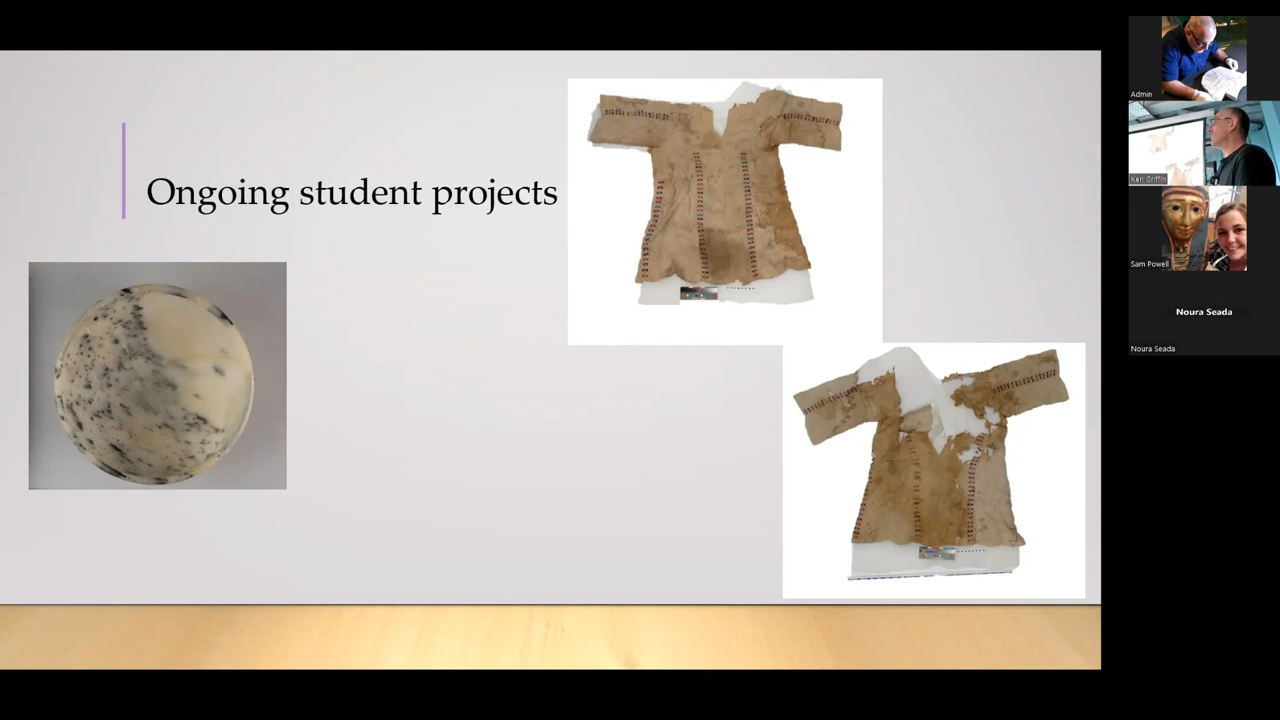 Ongoing student projects
Admin
Ken Griffin
Sam Powell
Noura Seada
Noura Seada